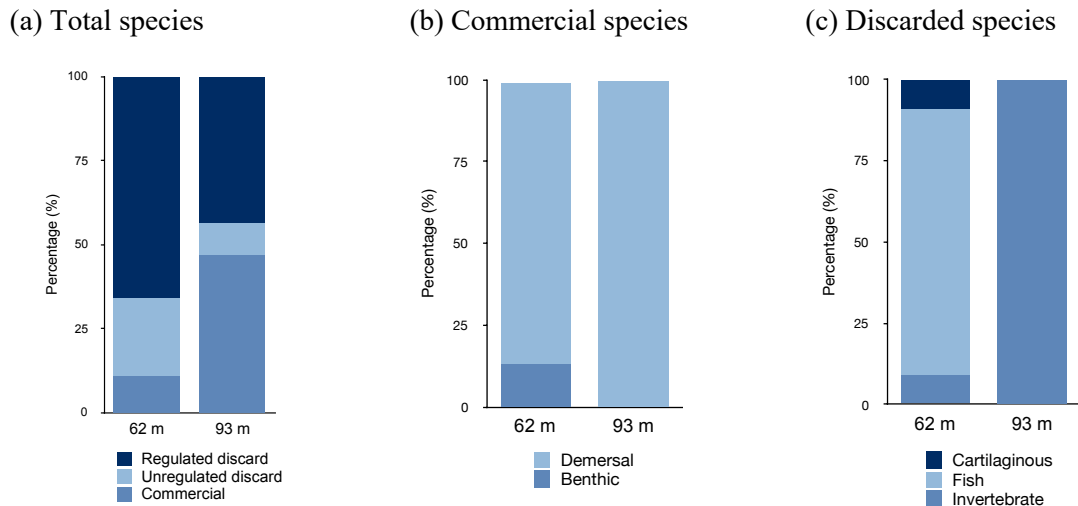 (a) Total species
100
75
50
25
0
Percentage (%)
62 m 93 m
Regulated discard
Unregulated discard
Commercial
(b) Commercial species
100
75
50
25
0
Percentage (%)
62 m 93 m
Demersal
Benthic
(c) Discarded species
100
75
50
25
0
Percentage (%)
62 m 93 m
Cartilaginous
Fish
Invertebrate